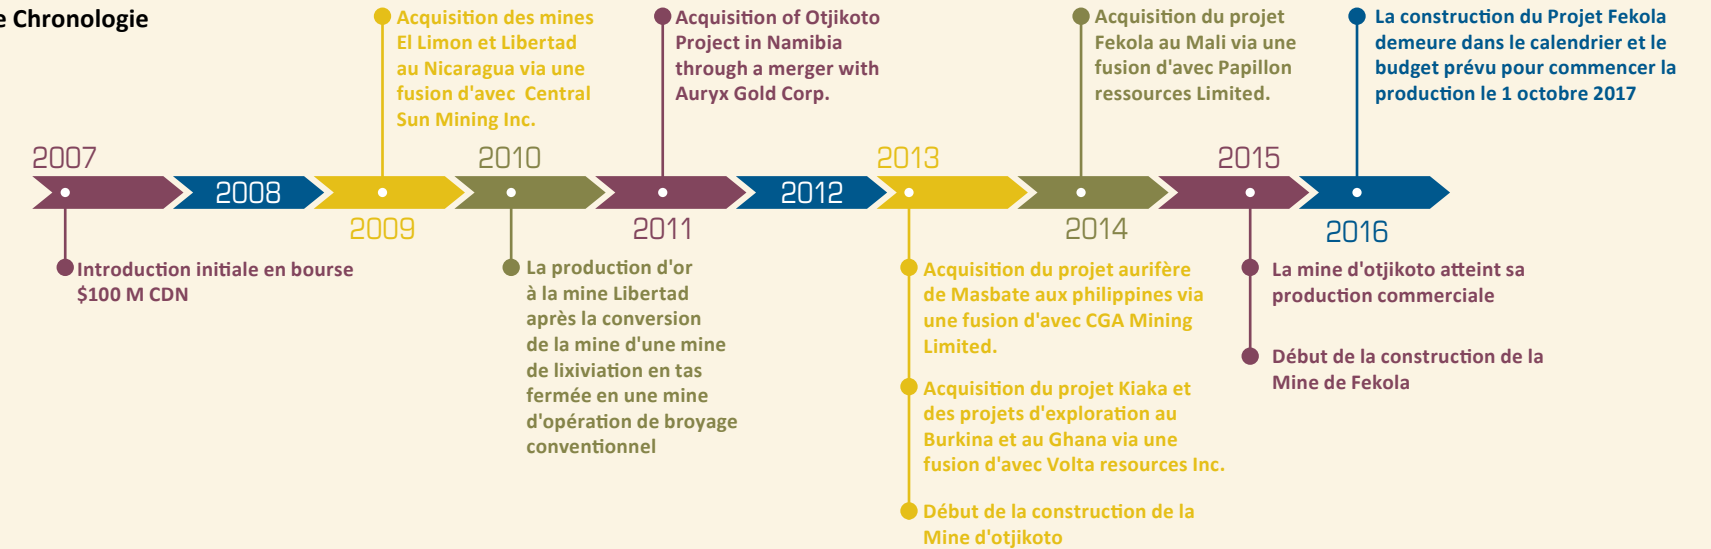 e Chronologie
Acquisition des mines
El Limon et Libertad
au Nicaragua via une
fusion d'avec Central
Sun Mining Inc.
Acquisition of Otjikoto
Project in Namibia
through a merger with
Auryx Gold Corp.
Acquisition du projet
Fekola au Mali via une
fusion d'avec Papillon
ressources Limited.
La construction du Projet Fekola
demeure dans le calendrier et le
budget prévu pour commencer la
production le 1 octobre 2017
2007
2008
2009
2010
2011
2012
2013
2014
2015
2016
Introduction initiale en bourse
$100 M CDN
La production d'or
à la mine Libertad
après la conversion
de la mine d'une mine
de lixiviation en tas
fermée en une mine
d'opération de broyage
conventionnel
Acquisition du projet aurifère
de Masbate aux philippines via
une fusion d'avec CGA Mining
Limited.
Acquisition du projet Kiaka et
des projets d'exploration au
Burkina et au Ghana via une
fusion d'avec Volta resources Inc.
Début de la construction de la
Mine d'otjikoto
La mine d'otjikoto atteint sa
production commerciale
Début de la construction de la
Mine de Fekola